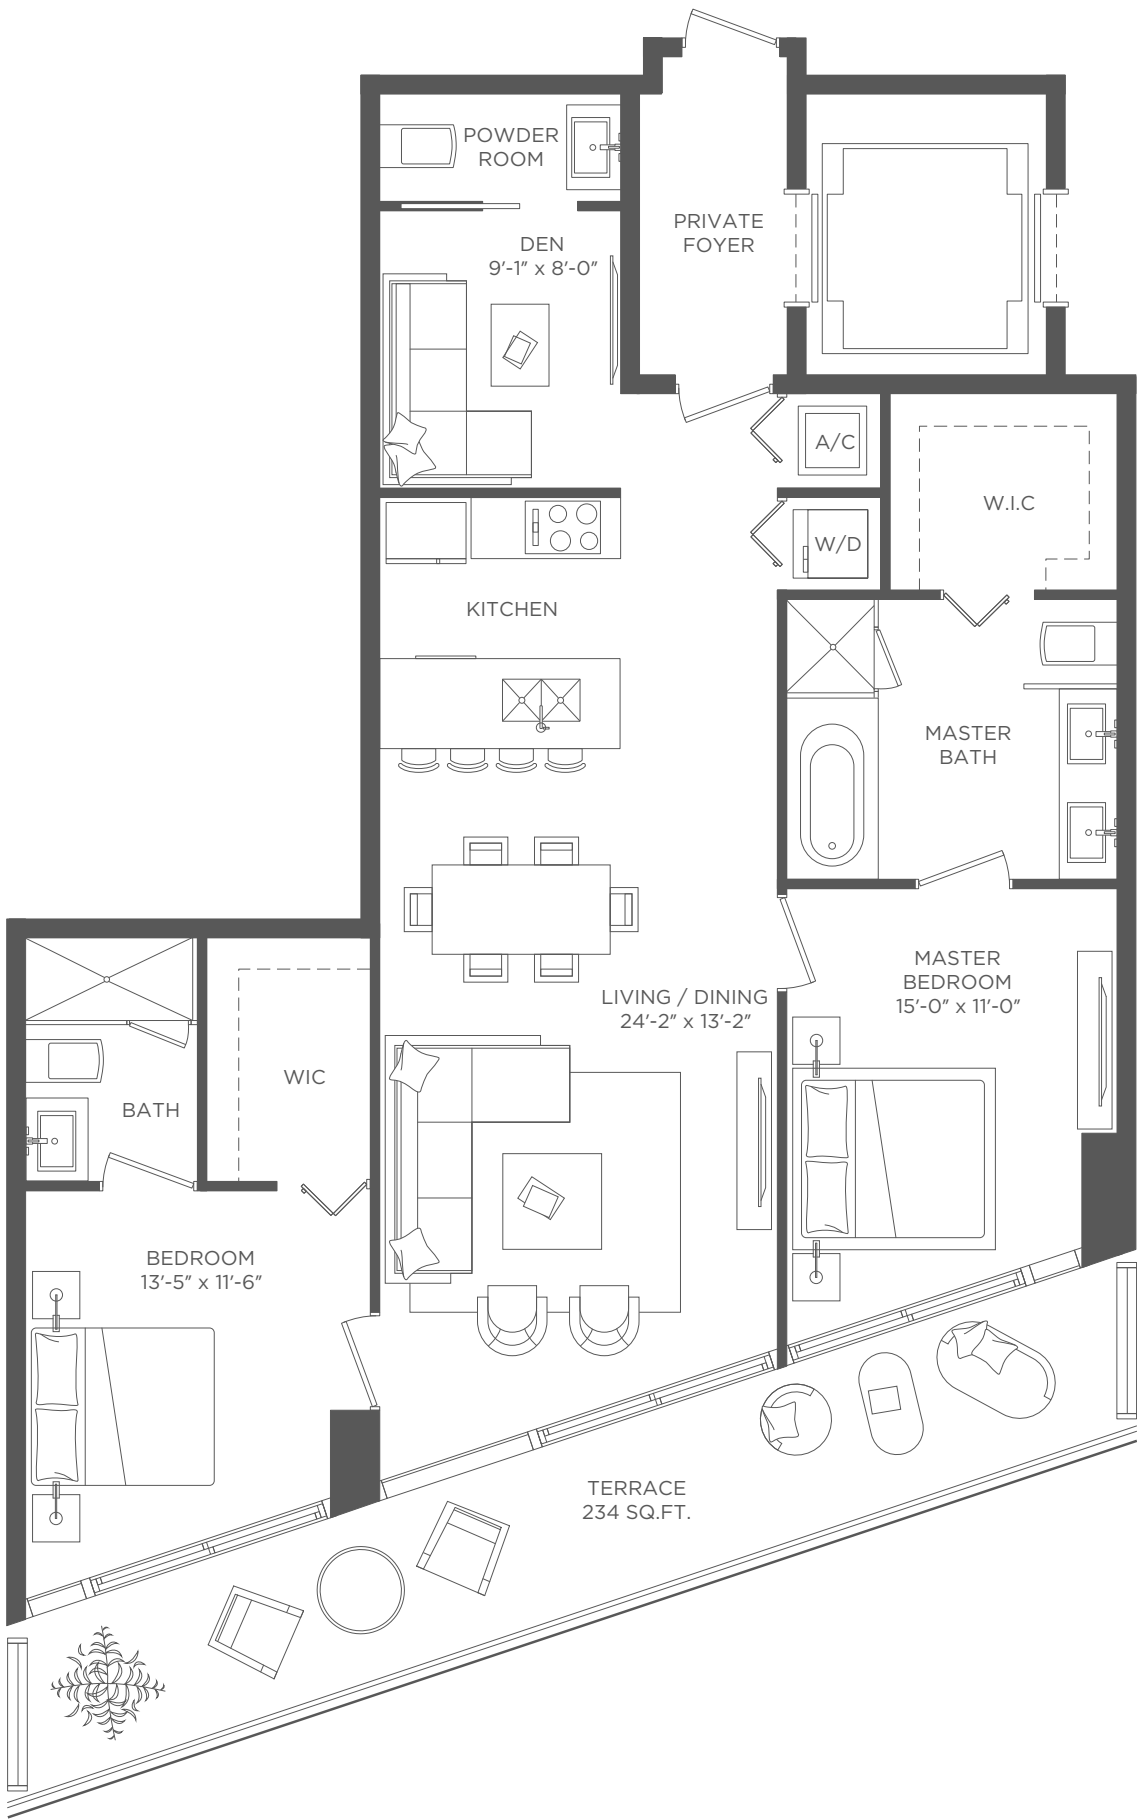 POWDER
ROOM
PRIVATE
FOYER
DEN
9'-1" x 8'-0"
A/C
W.I.C
W/D
KITCHEN
MASTER
BATH
MASTER
BEDROOM
15'-0" x 11'-0"
LIVING / DINING
24'-2" x 13'-2"
WIC
BATH
BEDROOM
13'-5" x 11'-6"
TERRACE
234 SQ.FT.